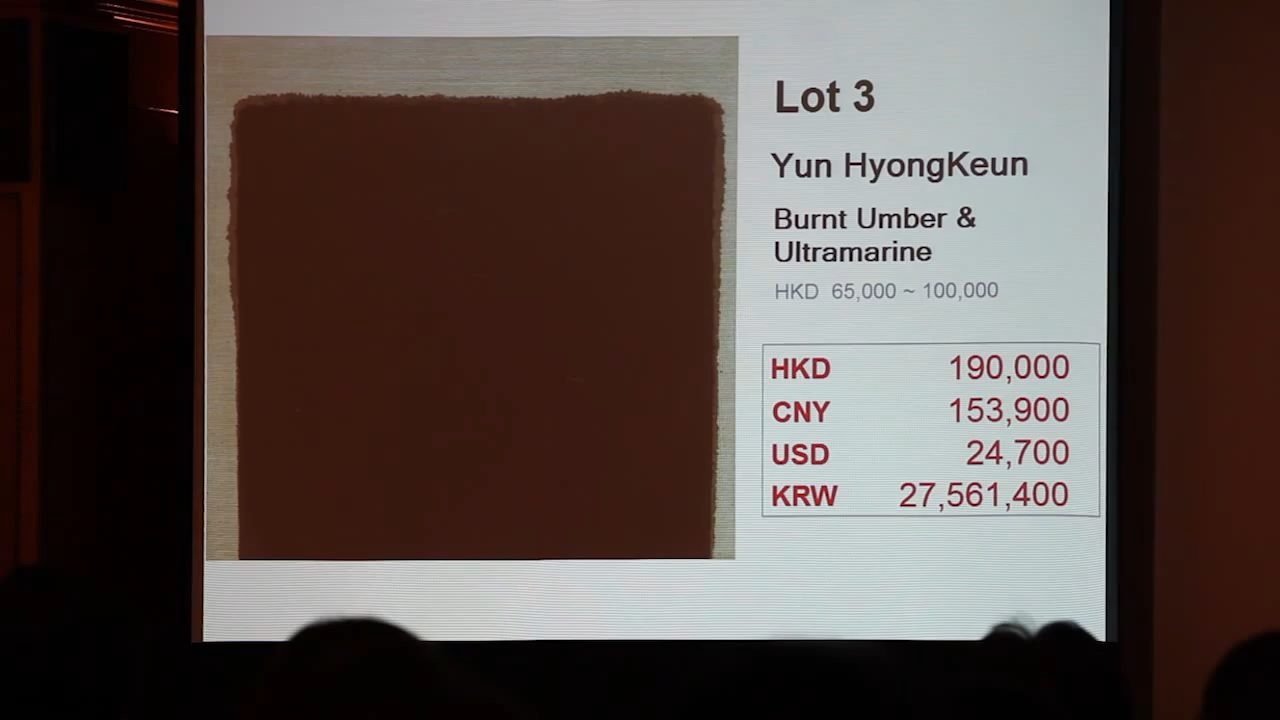 Lot 3
Yun HyongKeun
Burnt Umber &
Ultramarine
HKD 65,000 ~ 100,000
HKD 190,000
CNY 153,900
USD 24,700
KRW 27,561,400